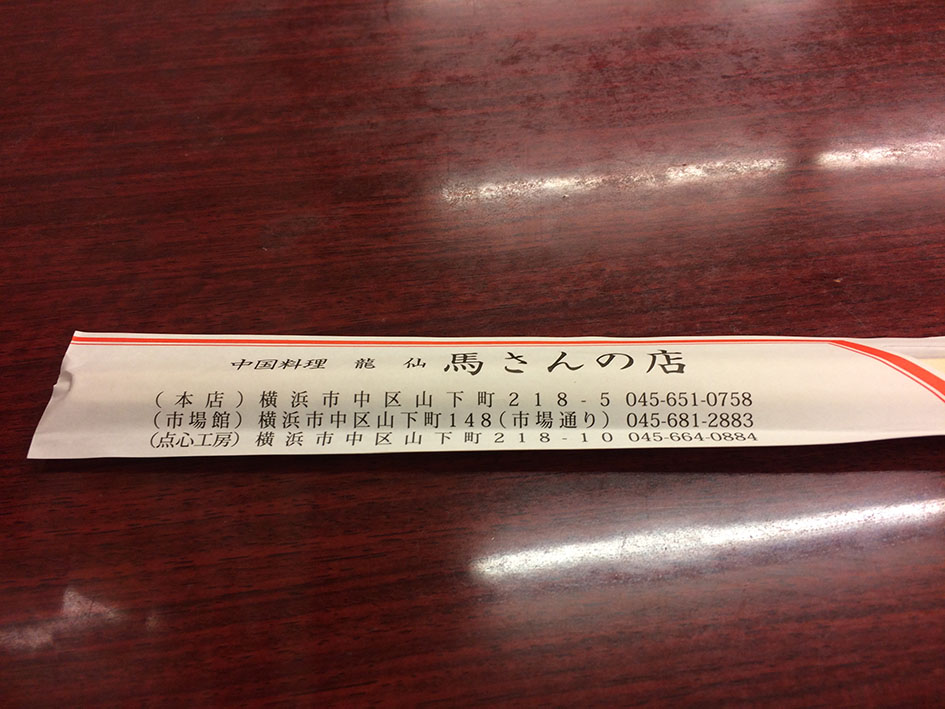 中国料理 龍 仙 馬さんの店
(本店) 横浜市中区山下町218-5 045-651-0758
(市場館) 横浜市中区山下町148(市場通り) 045-681-2883
(点心工房) 横浜市中区山下町218-10 045-664-0884